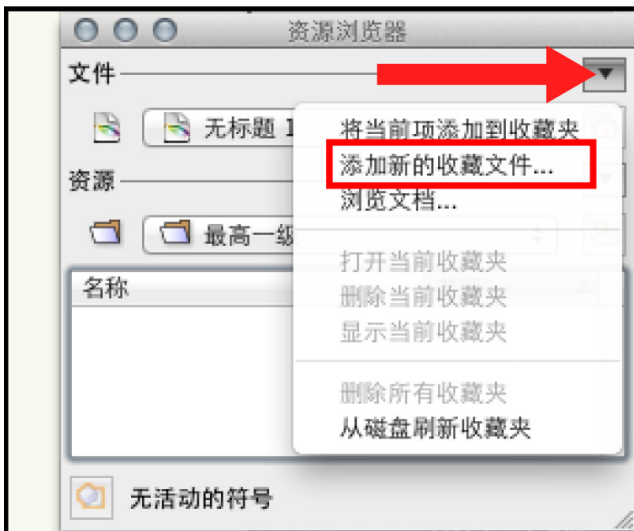 资源浏览器
文件
无标题 1
将当前项添加到收藏夹
添加新的收藏文件...
浏览文档...
资源
最高一级
打开当前收藏夹
删除当前收藏夹
显示当前收藏夹
名称
删除所有收藏夹
从磁盘刷新收藏夹
无活动的符号